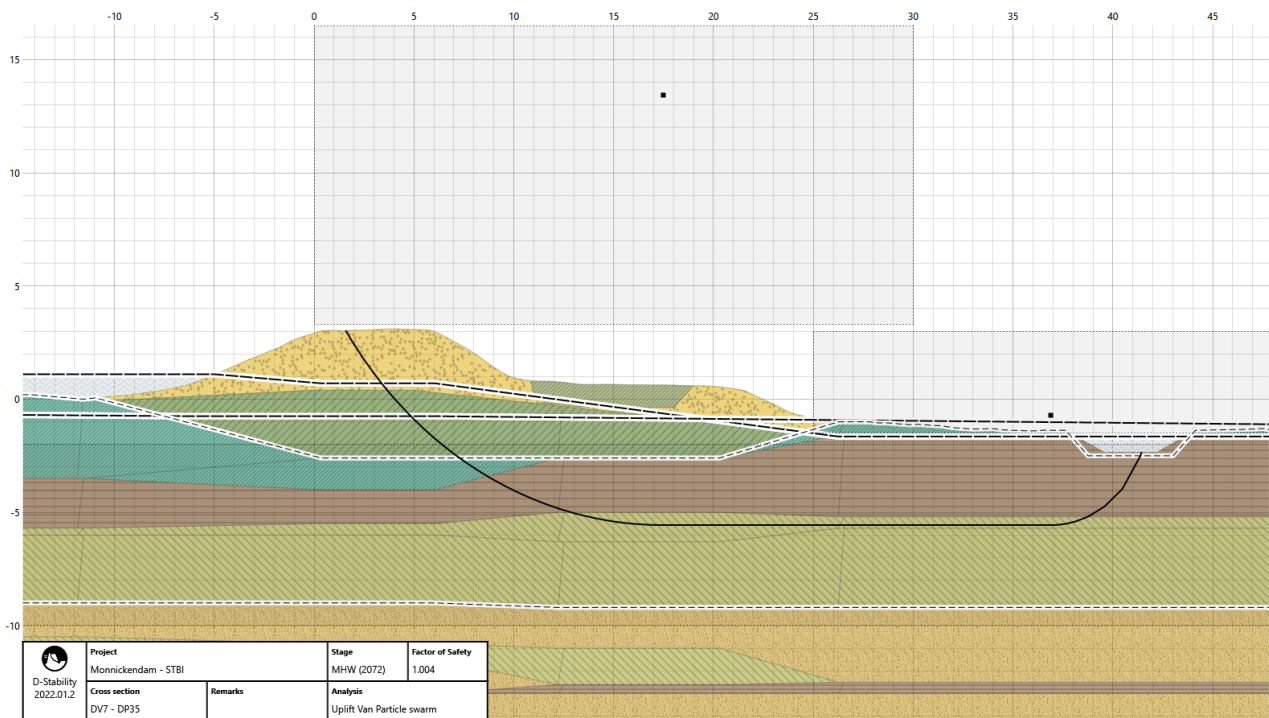 -10 -5 0 5 10 15 20 25 30 35 40 45
15
10
5
0
-5
-10
D-Stability
2022.01.2
Project
Monnickendam - STBI
Stage
MHW (2072)
Factor of Safety
1.004
Cross section
DV7 - DP35
Remarks
Analysis
Uplift Van Particle swarm